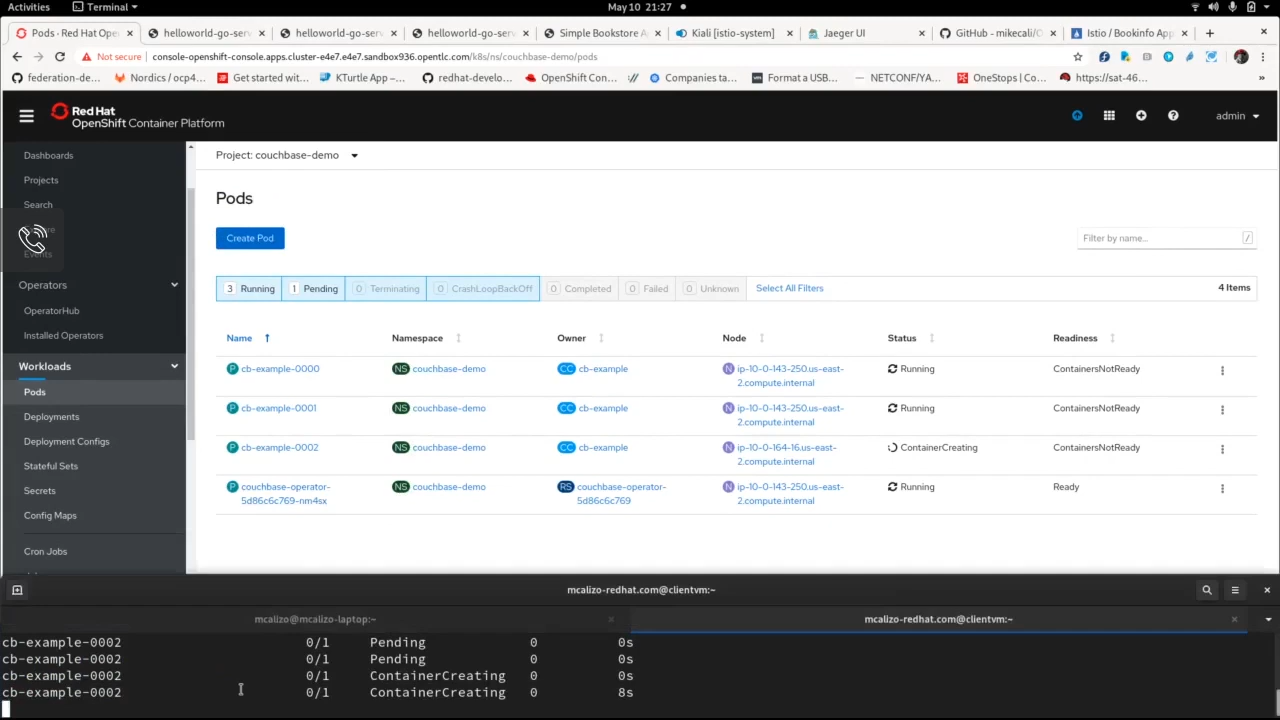 Activities Terminal May 10 21:27
Pods · Red Hat Ope helloworld-go-serv helloworld-go-serv helloworld-go-serv Simple Bookstore A Kiali [istio-system] Jaeger UI GitHub - mikecali/O Istio / Bookinfo App
Not secure console-openshift-console.apps.cluster-e4e7.e4e7.sandbox936.opentlc.com/k8s/ns/couchbase-demo/pods
federation-de... Nordics / ocp4... Get started wit... KTurtle App –... redhat-develo... OpenShift Con... Companies ta... Format a USB... NETCONF/YA... OneStops | Co... https://sat-46... »
Red Hat
OpenShift Container Platform
admin
Dashboards
Projects
Search
Events
Operators
OperatorHub
Installed Operators
Workloads
Pods
Deployments
Deployment Configs
Stateful Sets
Secrets
Config Maps
Cron Jobs
Project: couchbase-demo
Pods
Create Pod
Filter by name... /
3 Running 1 Pending 0 Terminating 0 CrashLoopBackOff 0 Completed 0 Failed 0 Unknown Select All Filters 4 Items
Name Namespace Owner Node Status Readiness
P cb-example-0000 NS couchbase-demo CC cb-example N ip-10-0-143-250.us-east- Running ContainersNotReady
2.compute.internal
P cb-example-0001 NS couchbase-demo CC cb-example N ip-10-0-143-250.us-east- Running ContainersNotReady
2.compute.internal
P cb-example-0002 NS couchbase-demo CC cb-example N ip-10-0-164-16.us-east- ContainerCreating ContainersNotReady
2.compute.internal
P couchbase-operator- NS couchbase-demo RS couchbase-operator- N ip-10-0-143-250.us-east- Running Ready
5d86c6c769-nm4sx 5d86c6c769 2.compute.internal
mcalizo-redhat.com@clientvm:~
mcalizo@mcalizo-laptop:~ mcalizo-redhat.com@clientvm:~
cb-example-0002 0/1 Pending 0 0s
cb-example-0002 0/1 Pending 0 0s
cb-example-0002 0/1 ContainerCreating 0 0s
cb-example-0002 0/1 ContainerCreating 0 8s